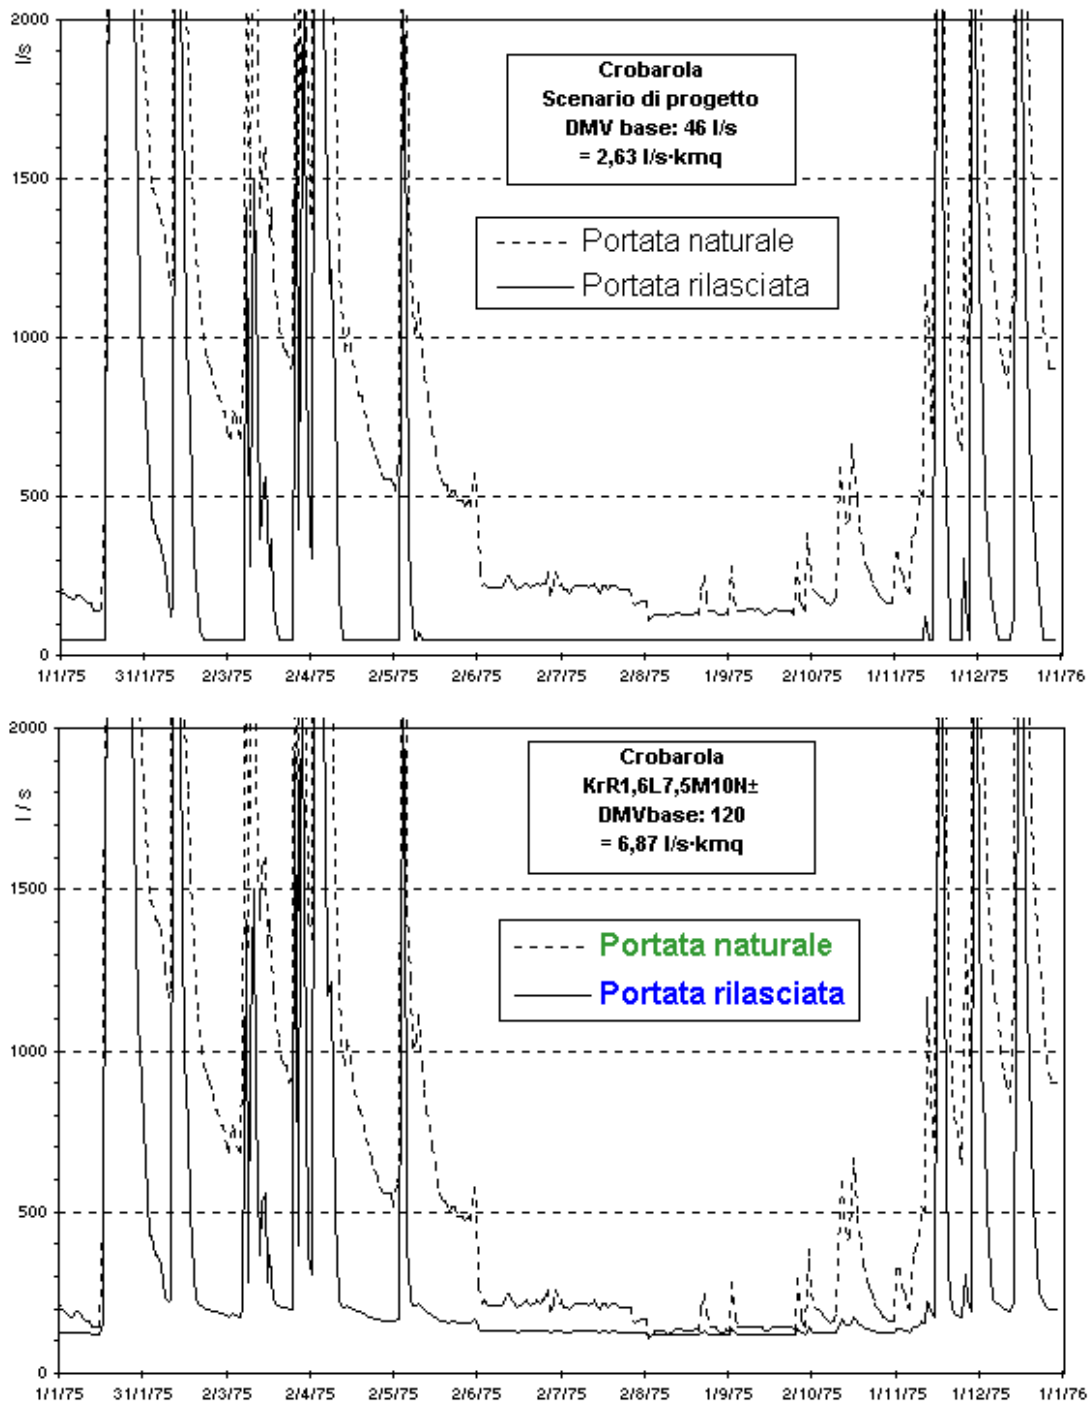 2000
l/s
1500
1000
500
0
Crobarola
Scenario di progetto
DMV base: 46 l/s
= 2,63 l/s·kmq
Portata naturale
Portata rilasciata
1/1/75 31/1/75 2/3/75 2/4/75 2/5/75 2/6/75 2/7/75 2/8/75 1/9/75 2/10/75 1/11/75 1/12/75 1/1/76
2000
l / s
1500
1000
500
0
Crobarola
KrR1,6L7,5M10N±
DMVbase: 120
= 6,87 l/s·kmq
Portata naturale
Portata rilasciata
1/1/75 31/1/75 2/3/75 2/4/75 2/5/75 2/6/75 2/7/75 2/8/75 1/9/75 2/10/75 1/11/75 1/12/75 1/1/76